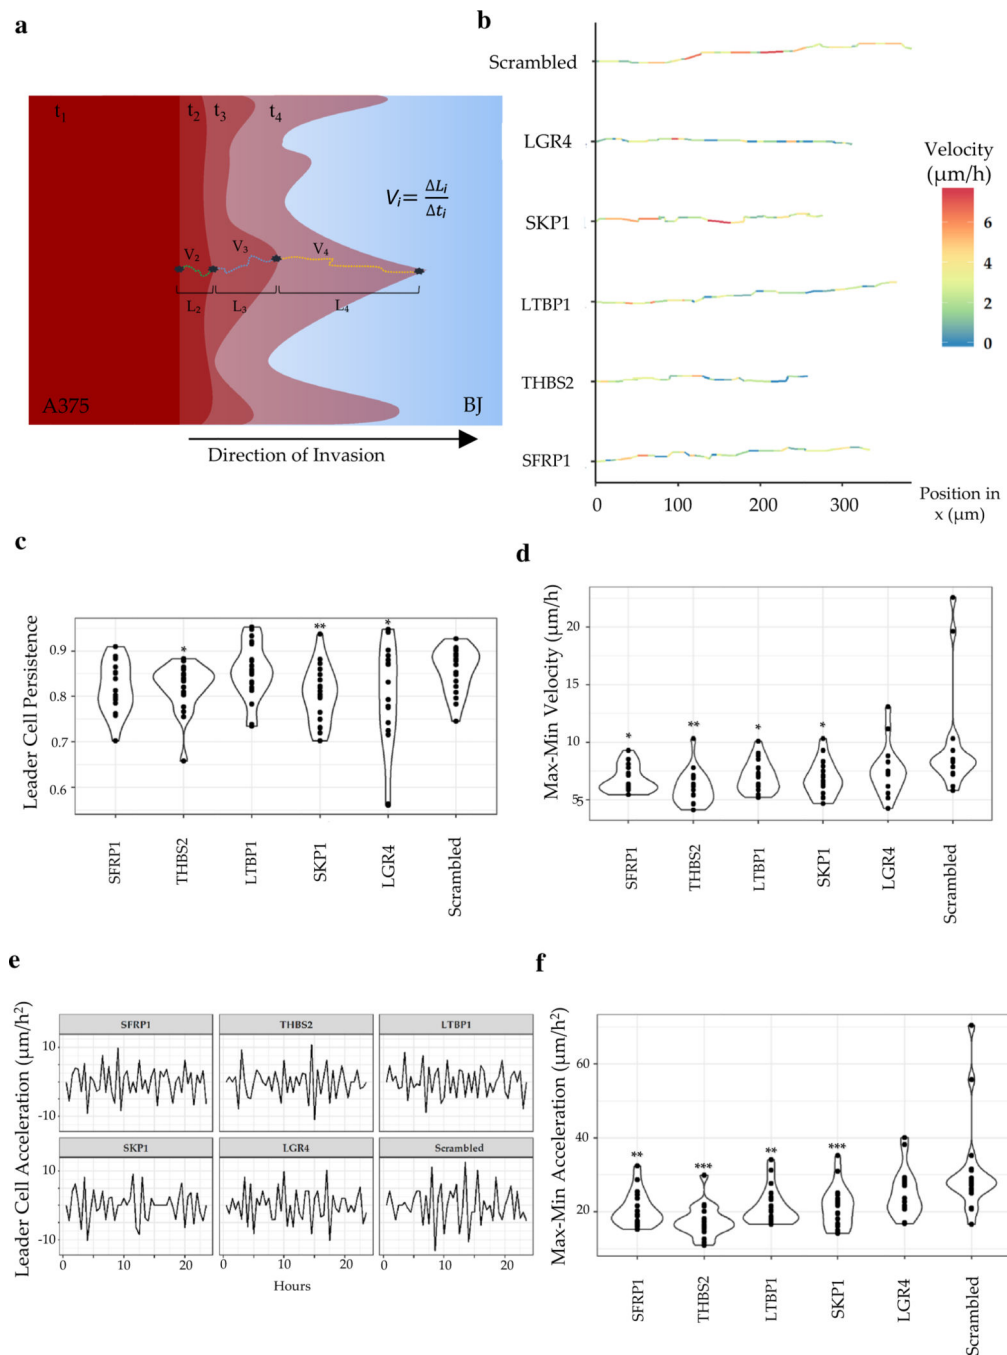 a
t1
t2
t3
t4
Vi = ΔLi / Δti
V2
V3
V4
L2
L3
L4
A375
BJ
Direction of Invasion
b
Scrambled
LGR4
SKP1
LTBP1
THBS2
SFRP1
0 100 200 300
Position in
x (µm)
Velocity
(µm/h)
6
4
2
0
c
Leader Cell Persistence
0.9
0.8
0.7
0.6
*
**
*
SFRP1
THBS2
LTBP1
SKP1
LGR4
Scrambled
d
Max-Min Velocity (µm/h)
20
15
10
5
*
**
*
*
SFRP1
THBS2
LTBP1
SKP1
LGR4
Scrambled
e
Leader Cell Acceleration (µm/h²)
SFRP1 THBS2 LTBP1
10
-10
SKP1 LGR4 Scrambled
10
-10
0 10 20 0 10 20 0 10 20
Hours
f
Max-Min Acceleration (µm/h²)
60
40
20
**
***
**
***
SFRP1
THBS2
LTBP1
SKP1
LGR4
Scrambled